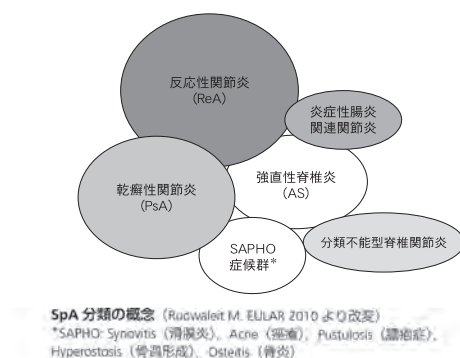 反応性関節炎
(ReA)
炎症性腸炎
関連関節炎
強直性脊椎炎
(AS)
乾癬性関節炎
(PsA)
SAPHO
症候群*
分類不能型脊椎関節炎
SpA 分類の概念（Rudwaleit M. EULAR 2010 より改変）
*SAPHO: Synovitis（滑膜炎），Acne（痤瘡），Pustulosis（膿疱症），
Hyperostosis（骨過形成），Osteitis（骨炎）